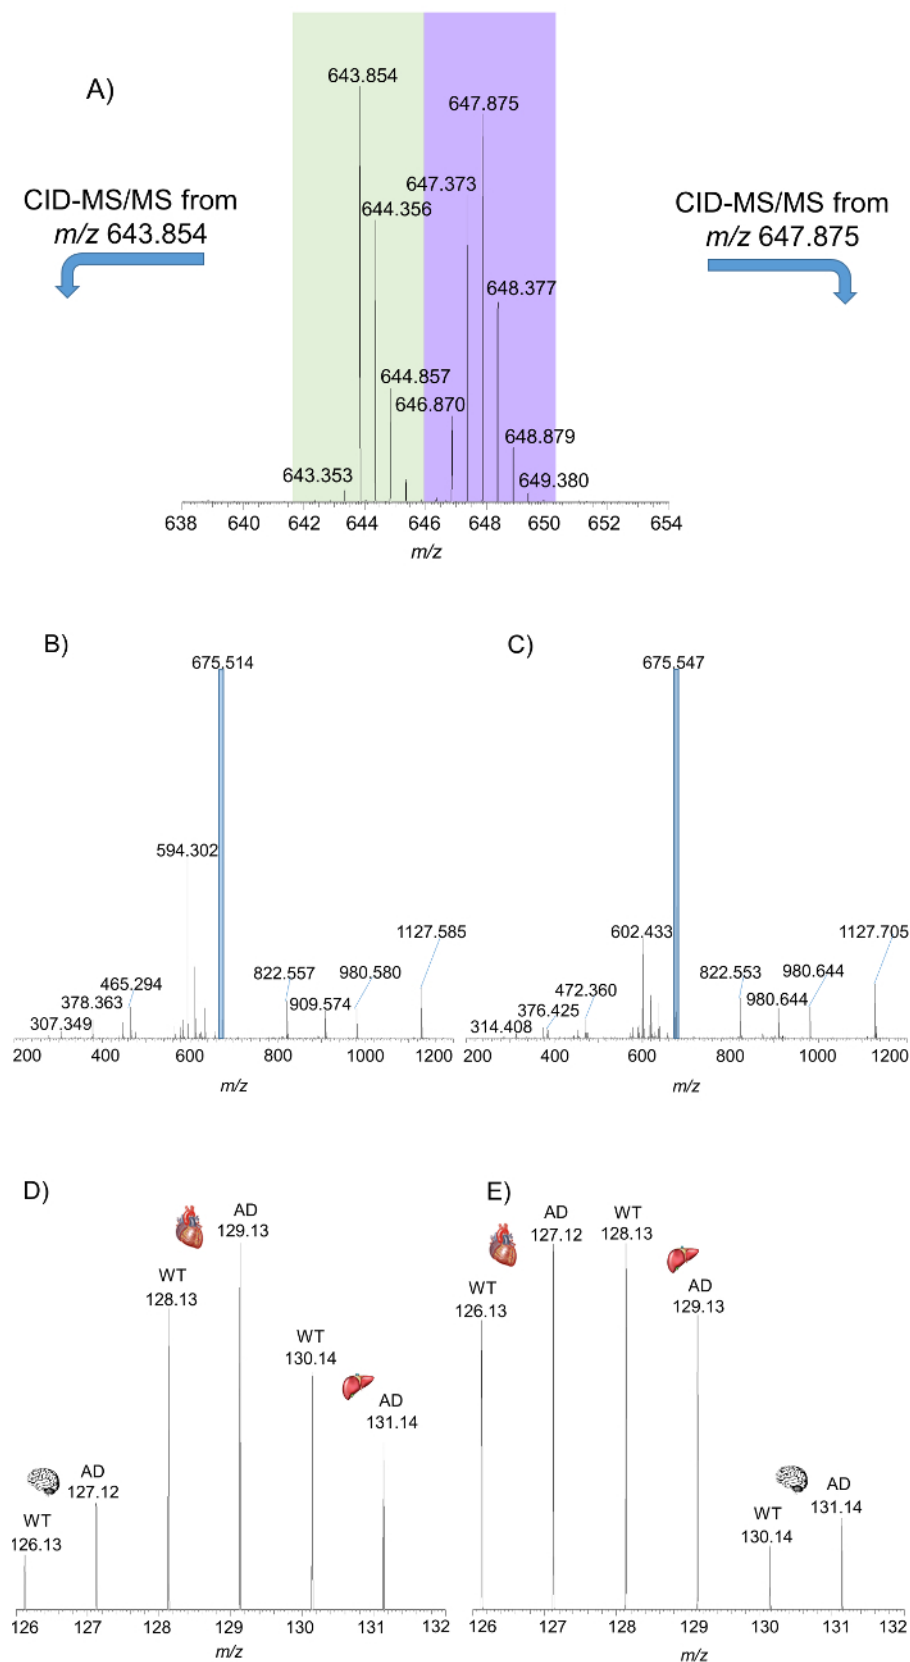 A)
643.854
647.875
647.373
644.356
CID-MS/MS from
m/z 643.854
CID-MS/MS from
m/z 647.875
648.377
644.857
646.870
648.879
643.353
649.380
638 640 642 644 646 648 650 652 654
m/z
B)
675.514
594.302
1127.585
822.557
980.580
465.294
378.363
909.574
307.349
200 400 600 800 1000 1200
m/z
C)
675.547
602.433
1127.705
822.553
980.644
472.360
980.644
376.425
314.408
200 400 600 800 1000 1200
m/z
D)
AD
129.13
WT
128.13
WT
130.14
AD
131.14
AD
127.12
WT
126.13
126 127 128 129 130 131 132
m/z
E)
AD
127.12
WT
128.13
WT
126.13
AD
129.13
AD
131.14
WT
130.14
126 127 128 129 130 131 132
m/z